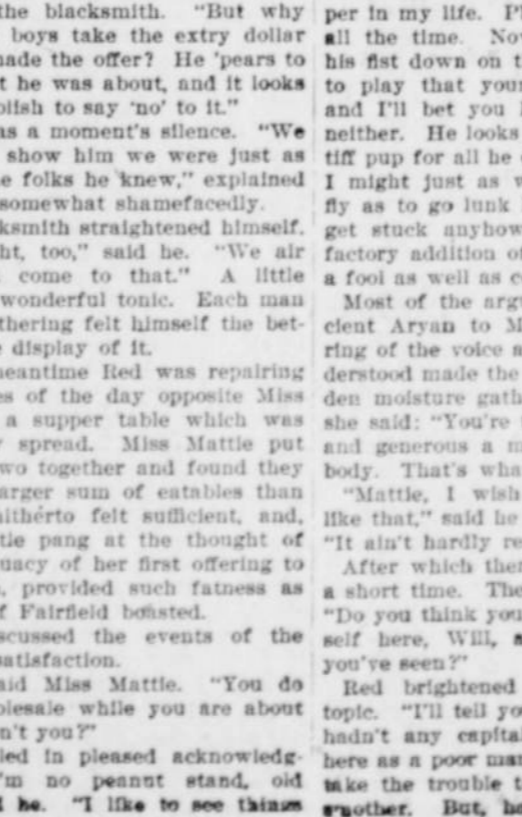 the blacksmith. "But why
boys take the extry dollar
made the offer? He 'pears to
t he was about, and it looks
olish to say 'no' to it."
as a moment's silence. "We
show him we were just as
e folks he knew," explained
somewhat shamefacedly.
ksmith straightened himself.
ht, too," said he. "We air
come to that." A little
wonderful tonic. Each man
thering felt himself the bet-
e display of it.
neantime Red was repairing
es of the day opposite Miss
a supper table which was
y spread. Miss Mattie put
two together and found they
arger sum of eatables than
hitherto felt sufficient, and,
tle pang at the thought of
uacy of her first offering to
, provided such fatness as
f Fairfield boasted.
scussed the events of the
satisfaction.
aid Miss Mattie. "You do
olesale while you are about
n't you?"
led in pleased acknowledg-
'm no peanut stand, old
d he. "I like to see things
per in my life. I'
all the time. Nov
his fist down on t
to play that your
and I'll bet you I
neither. He looks
tiff pup for all he
I might just as w
fly as to go lunk
get stuck anyhow
factory addition of
a fool as well as c
Most of the argu
cient Aryan to M
ring of the voice a
derstood made the
den moisture gath
she said: "You're
and generous a m
body. That's wha
"Mattie, I wish
like that," said he
"It ain't hardly re
After which ther
a short time. The
"Do you think you
self here, Will, a
you've seen?"
Red brightened
topic. "I'll tell yo
hadn't any capital
here as a poor man
take the trouble t
another. But, ho